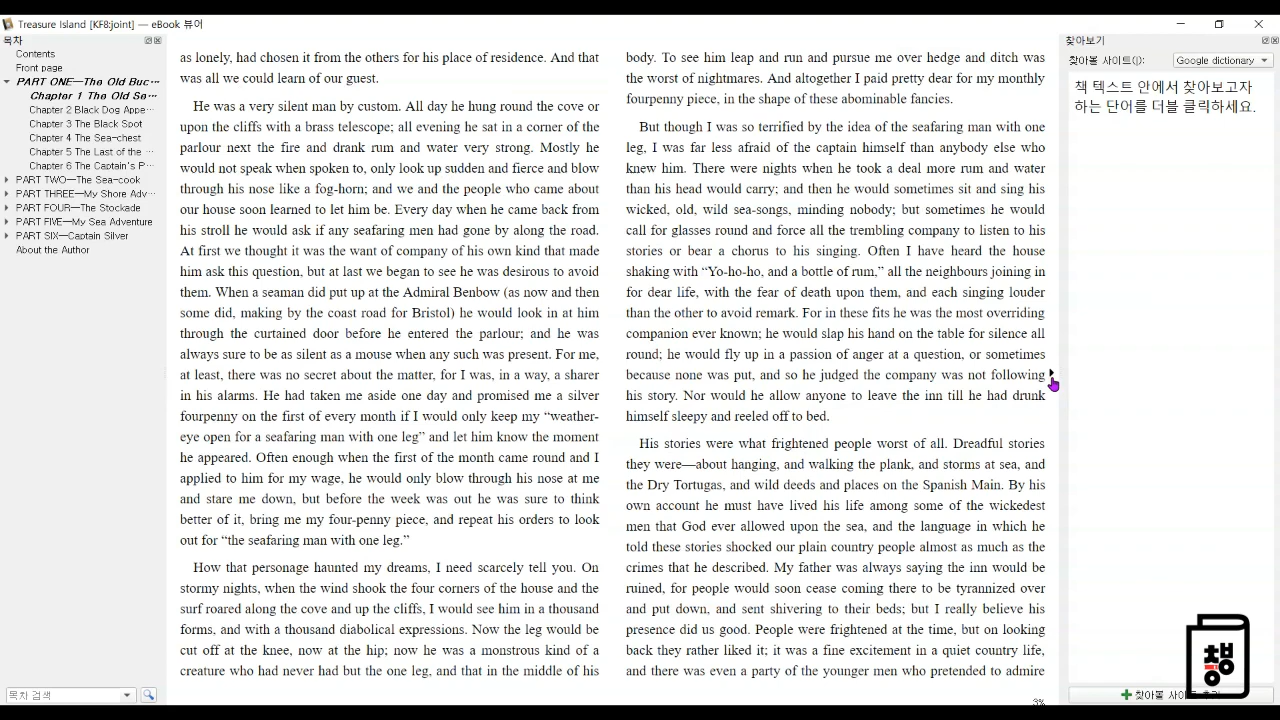 Treasure Island [KF8:joint] — eBook 뷰어
목차
Contents
Front page
PART ONE—The Old Buc...
Chapter 1 The Old Se...
Chapter 2 Black Dog Appe...
Chapter 3 The Black Spot
Chapter 4 The Sea-chest
Chapter 5 The Last of the ...
Chapter 6 The Captain's P...
PART TWO—The Sea-cook
PART THREE—My Shore Adv...
PART FOUR—The Stockade
PART FIVE—My Sea Adventure
PART SIX—Captain Silver
About the Author
목차 검색
as lonely, had chosen it from the others for his place of residence. And that
was all we could learn of our guest.
He was a very silent man by custom. All day he hung round the cove or
upon the cliffs with a brass telescope; all evening he sat in a corner of the
parlour next the fire and drank rum and water very strong. Mostly he
would not speak when spoken to, only look up sudden and fierce and blow
through his nose like a fog-horn; and we and the people who came about
our house soon learned to let him be. Every day when he came back from
his stroll he would ask if any seafaring men had gone by along the road.
At first we thought it was the want of company of his own kind that made
him ask this question, but at last we began to see he was desirous to avoid
them. When a seaman did put up at the Admiral Benbow (as now and then
some did, making by the coast road for Bristol) he would look in at him
through the curtained door before he entered the parlour; and he was
always sure to be as silent as a mouse when any such was present. For me,
at least, there was no secret about the matter, for I was, in a way, a sharer
in his alarms. He had taken me aside one day and promised me a silver
fourpenny on the first of every month if I would only keep my “weather-
eye open for a seafaring man with one leg” and let him know the moment
he appeared. Often enough when the first of the month came round and I
applied to him for my wage, he would only blow through his nose at me
and stare me down, but before the week was out he was sure to think
better of it, bring me my four-penny piece, and repeat his orders to look
out for “the seafaring man with one leg.”
How that personage haunted my dreams, I need scarcely tell you. On
stormy nights, when the wind shook the four corners of the house and the
surf roared along the cove and up the cliffs, I would see him in a thousand
forms, and with a thousand diabolical expressions. Now the leg would be
cut off at the knee, now at the hip; now he was a monstrous kind of a
creature who had never had but the one leg, and that in the middle of his
body. To see him leap and run and pursue me over hedge and ditch was
the worst of nightmares. And altogether I paid pretty dear for my monthly
fourpenny piece, in the shape of these abominable fancies.
But though I was so terrified by the idea of the seafaring man with one
leg, I was far less afraid of the captain himself than anybody else who
knew him. There were nights when he took a deal more rum and water
than his head would carry; and then he would sometimes sit and sing his
wicked, old, wild sea-songs, minding nobody; but sometimes he would
call for glasses round and force all the trembling company to listen to his
stories or bear a chorus to his singing. Often I have heard the house
shaking with “Yo-ho-ho, and a bottle of rum,” all the neighbours joining in
for dear life, with the fear of death upon them, and each singing louder
than the other to avoid remark. For in these fits he was the most overriding
companion ever known; he would slap his hand on the table for silence all
round; he would fly up in a passion of anger at a question, or sometimes
because none was put, and so he judged the company was not following
his story. Nor would he allow anyone to leave the inn till he had drunk
himself sleepy and reeled off to bed.
His stories were what frightened people worst of all. Dreadful stories
they were—about hanging, and walking the plank, and storms at sea, and
the Dry Tortugas, and wild deeds and places on the Spanish Main. By his
own account he must have lived his life among some of the wickedest
men that God ever allowed upon the sea, and the language in which he
told these stories shocked our plain country people almost as much as the
crimes that he described. My father was always saying the inn would be
ruined, for people would soon cease coming there to be tyrannized over
and put down, and sent shivering to their beds; but I really believe his
presence did us good. People were frightened at the time, but on looking
back they rather liked it; it was a fine excitement in a quiet country life,
and there was even a party of the younger men who pretended to admire
3%
찾아보기
찾아볼 사이트(J): Google dictionary
책 텍스트 안에서 찾아보고자
하는 단어를 더블 클릭하세요.
찾아볼 사이트
챙